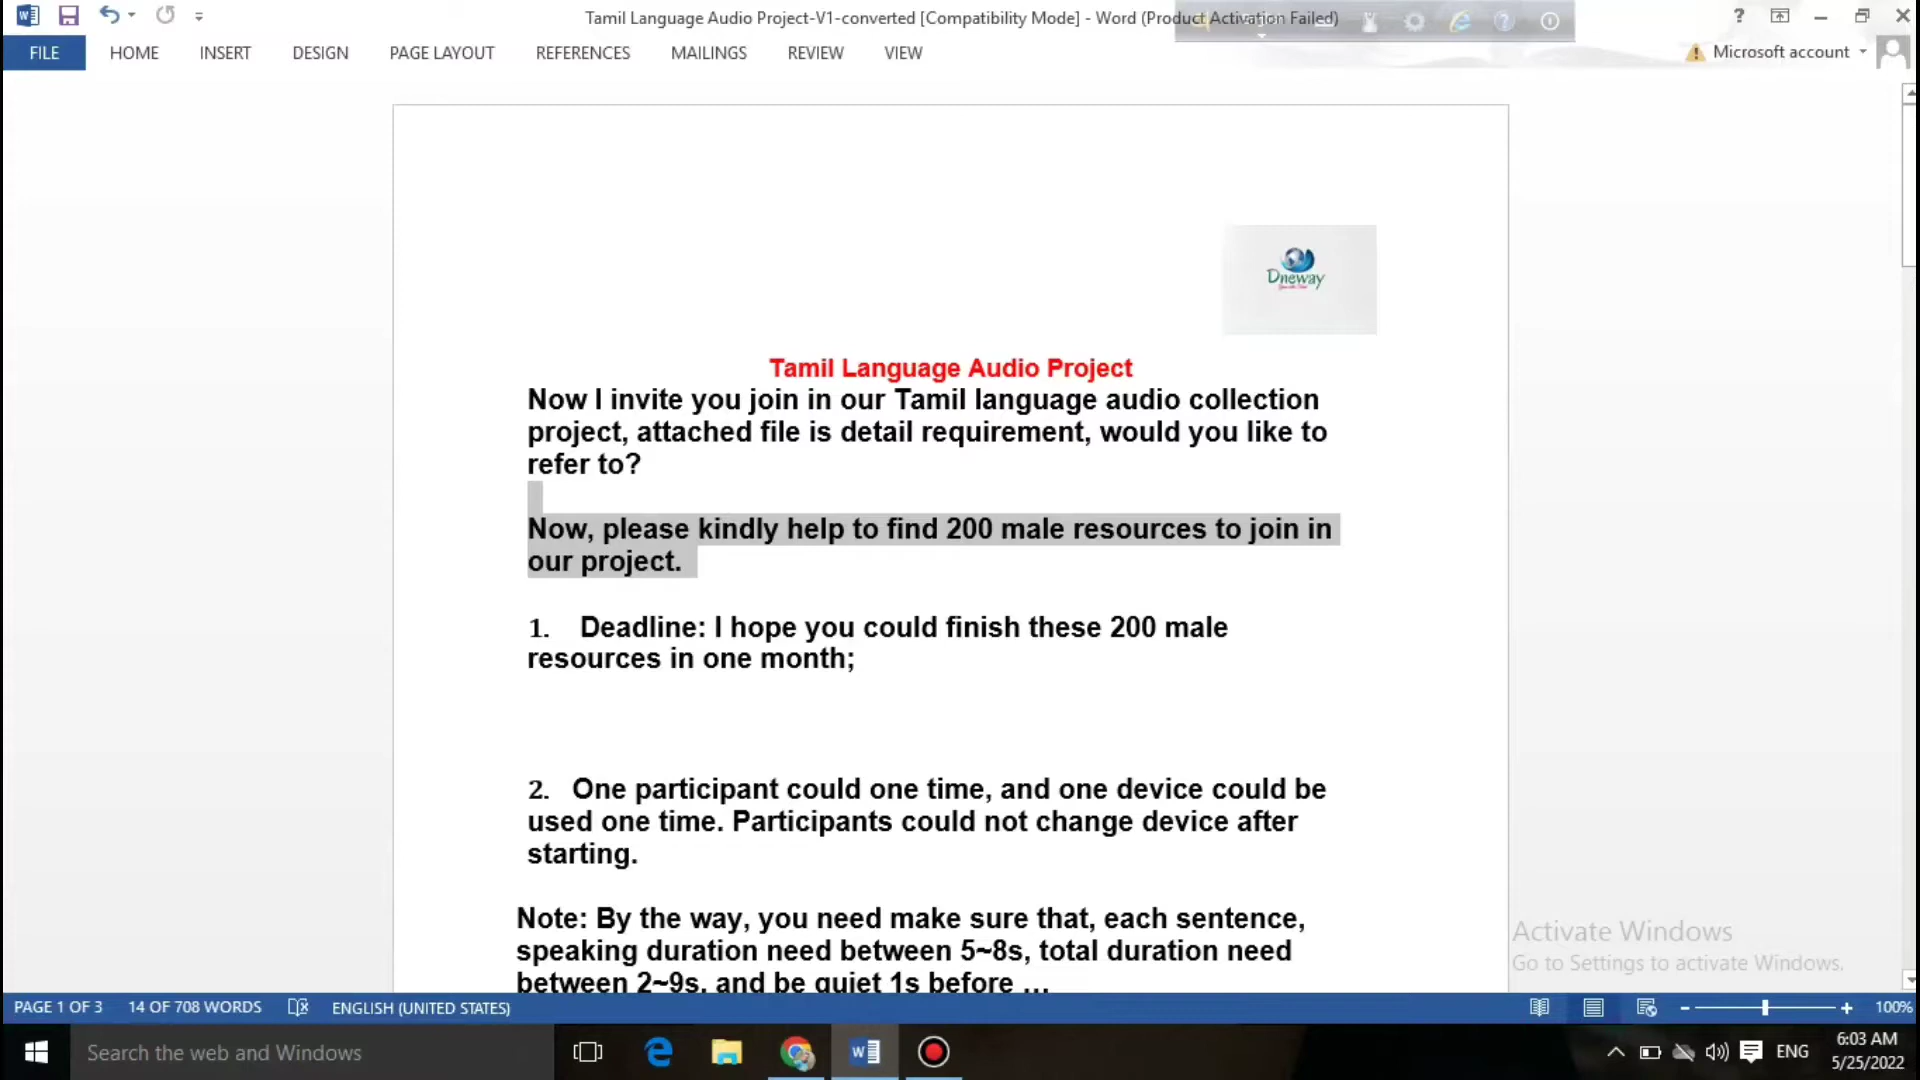 Tamil Language Audio Project-V1-converted [Compatibility Mode] - Word (Product Activation Failed)
FILE HOME INSERT DESIGN PAGE LAYOUT REFERENCES MAILINGS REVIEW VIEW
Microsoft account
Dneway
Tamil Language Audio Project
Now I invite you join in our Tamil language audio collection
project, attached file is detail requirement, would you like to
refer to?
Now, please kindly help to find 200 male resources to join in
our project.
1. Deadline: I hope you could finish these 200 male
resources in one month;
2. One participant could one time, and one device could be
used one time. Participants could not change device after
starting.
Note: By the way, you need make sure that, each sentence,
speaking duration need between 5~8s, total duration need
between 2~9s, and be quiet 1s before ...
Activate Windows
Go to Settings to activate Windows.
PAGE 1 OF 3 14 OF 708 WORDS ENGLISH (UNITED STATES) 100%
Search the web and Windows
ENG
6:03 AM
5/25/2022